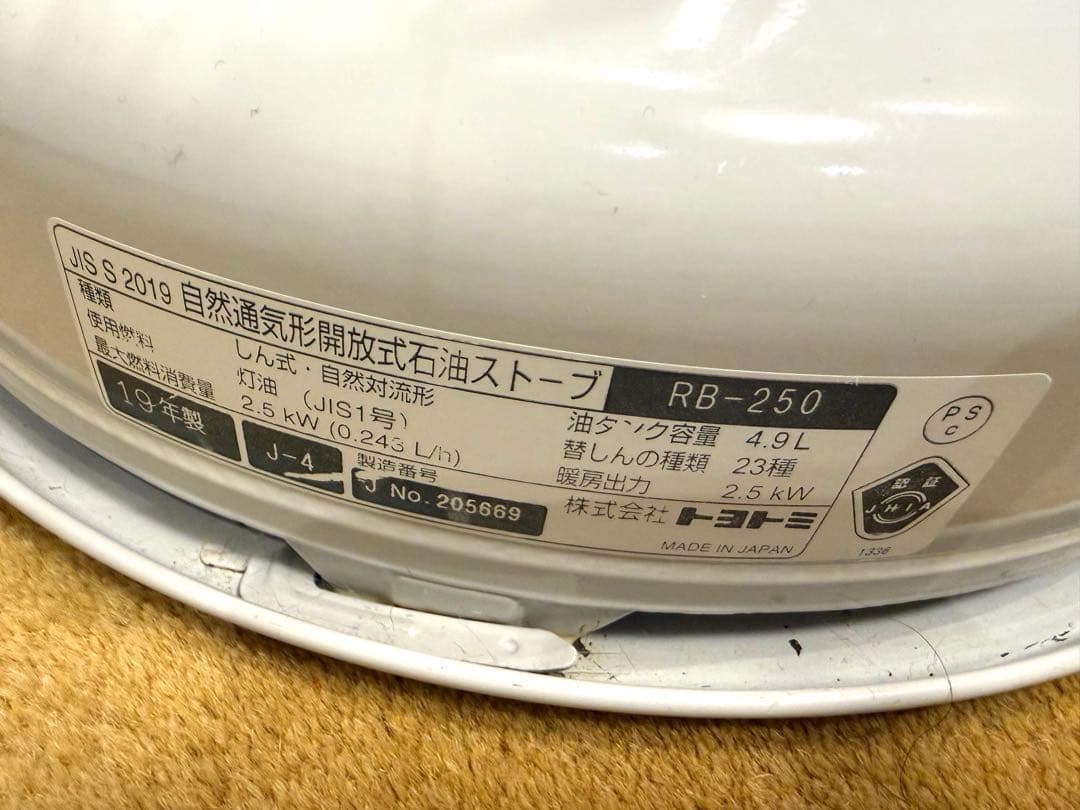 JIS S 2019 自然通気形開放式石油ストーブ RB-250
種類 しん式・自然対流形
使用燃料 灯油 (JIS1号)
最大燃料消費量 2.5 kW (0.243 L/h)
油タンク容量 4.9L
替しんの種類 23種
暖房出力 2.5 kW
19年製 J-4 製造番号
J No. 205669
株式会社 トヨトミ
MADE IN JAPAN
PS
C
認証
JHIA
1336